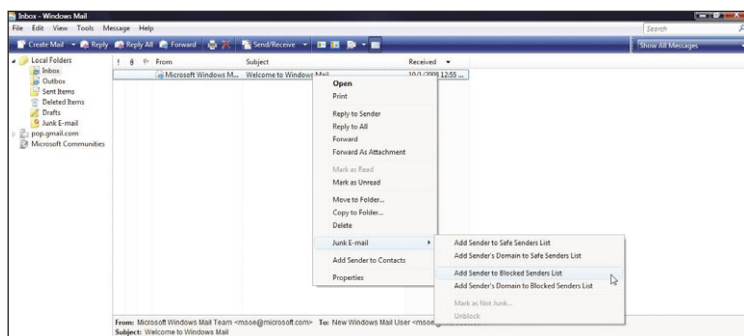 Inbox - Windows Mail
File Edit View Tools Message Help
Search
Create Mail Reply Reply All Forward Send/Receive Show All Messages
Local Folders
Inbox
Outbox
Sent Items
Deleted Items
Drafts
Junk E-mail
pop.gmail.com
Microsoft Communities
! From Subject Received
Microsoft Windows M... Welcome to Windows Mail 10/1/2008 12:55 ...
Open
Print
Reply to Sender
Reply to All
Forward
Forward As Attachment
Mark as Read
Mark as Unread
Move to Folder...
Copy to Folder...
Delete
Junk E-mail
Add Sender to Contacts
Properties
Add Sender to Safe Senders List
Add Sender's Domain to Safe Senders List
Add Sender to Blocked Senders List
Add Sender's Domain to Blocked Senders List
Mark as Not Junk...
Unblock
From: Microsoft Windows Mail Team <msoe@microsoft.com> To: New Windows Mail User
Subject: Welcome to Windows Mail